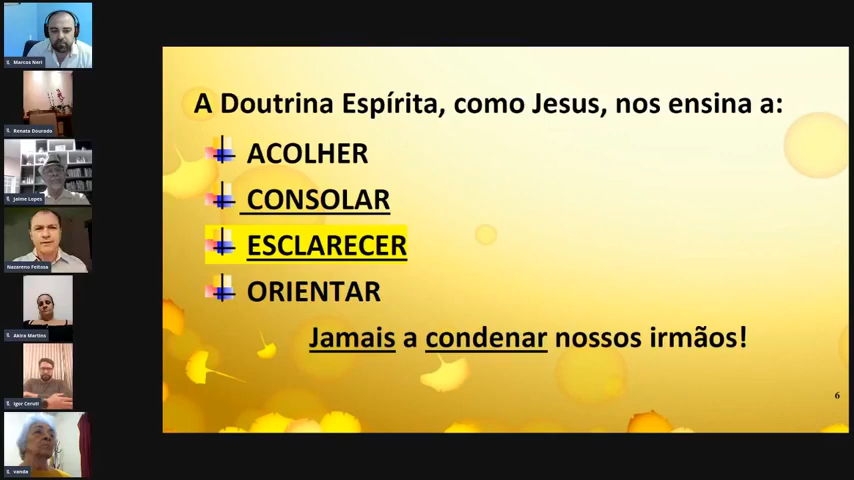 Marcos Neri
Renata Dourado
Jaime Lopes
Nazareno Feitosa
Akira Martins
Igor Ceruti
vanda
A Doutrina Espírita, como Jesus, nos ensina a:
ACOLHER
CONSOLAR
ESCLARECER
ORIENTAR
Jamais a condenar nossos irmãos!
6